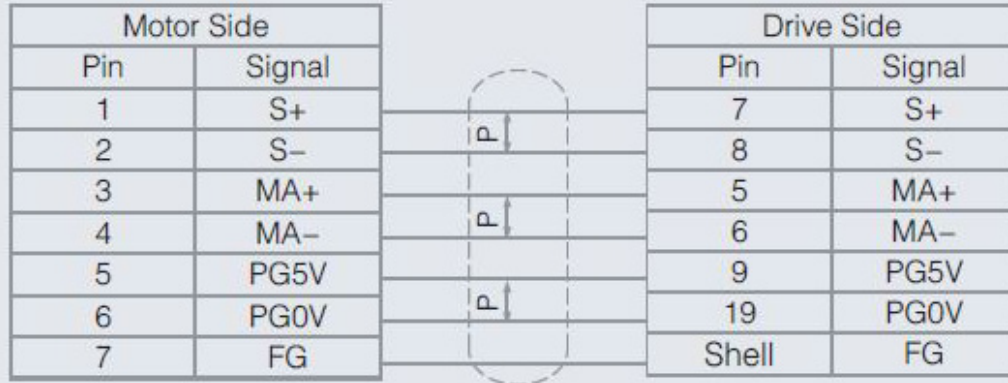 Motor Side Drive Side
Pin Signal Pin Signal
1 S+ 7 S+
P
2 S− 8 S−
3 MA+ 5 MA+
P
4 MA− 6 MA−
5 PG5V 9 PG5V
P
6 PG0V 19 PG0V
7 FG Shell FG